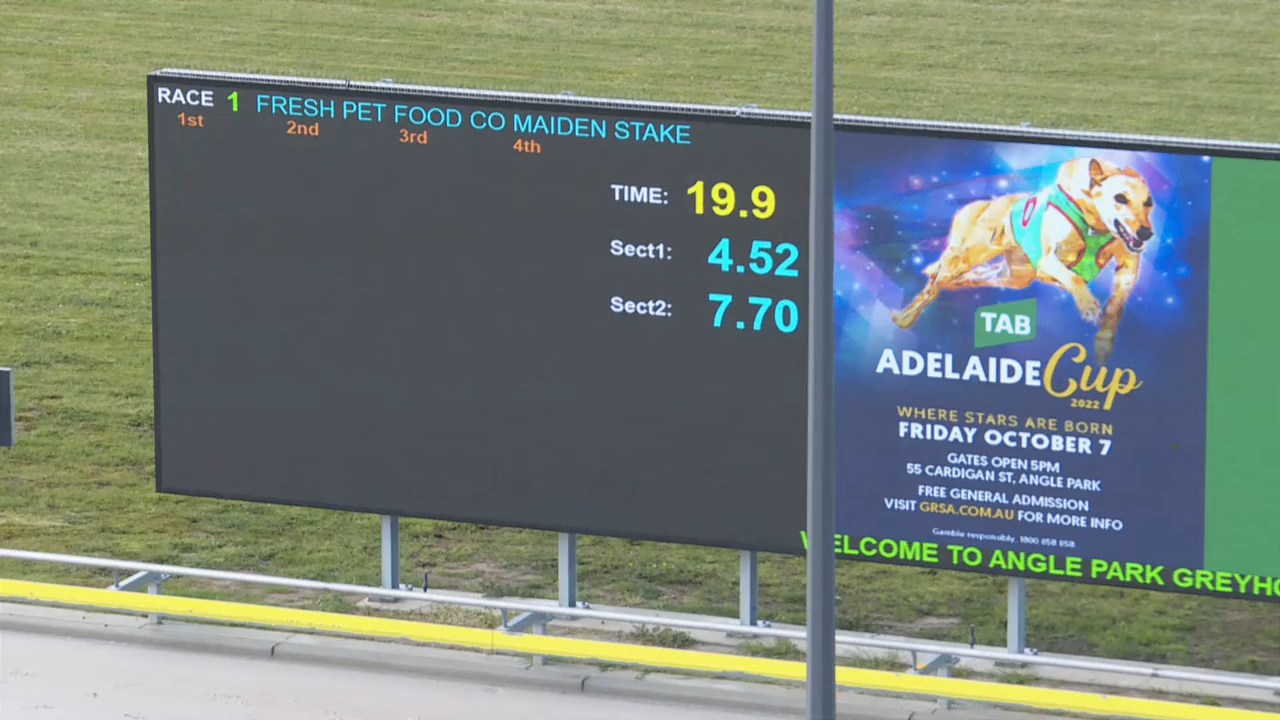 RACE 1 FRESH PET FOOD CO MAIDEN STAKE
1st 2nd 3rd 4th
TIME: 19.9
Sect1: 4.52
Sect2: 7.70
TAB
ADELAIDE Cup
2022
WHERE STARS ARE BORN
FRIDAY OCTOBER 7
GATES OPEN 5PM
55 CARDIGAN ST, ANGLE PARK
FREE GENERAL ADMISSION
VISIT GRSA.COM.AU FOR MORE INFO
Gamble responsibly, 1800 858 858
WELCOME TO ANGLE PARK GREYHO